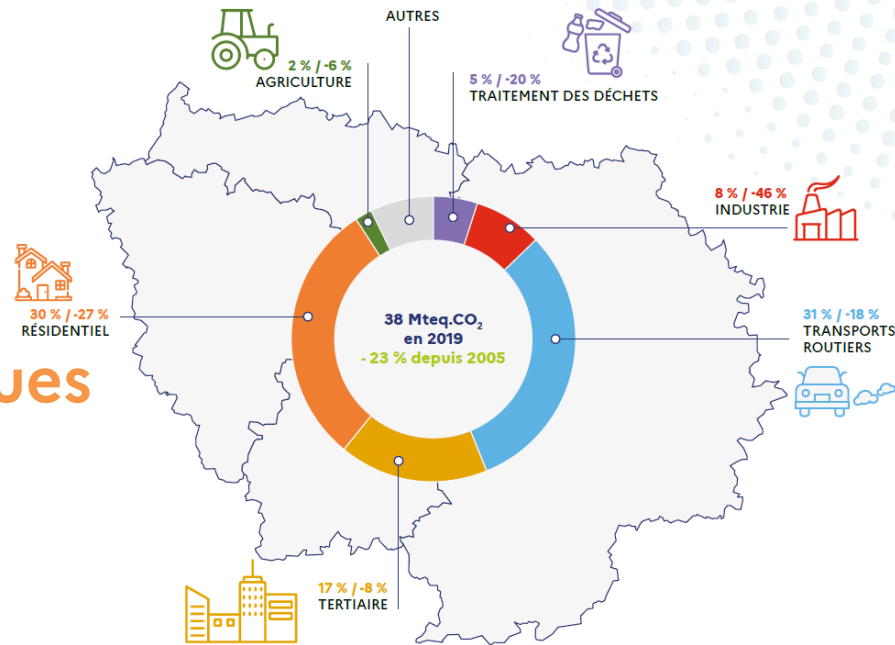 AUTRES
2 % / -6 %
AGRICULTURE
5 % / -20 %
TRAITEMENT DES DÉCHETS
8 % / -46 %
INDUSTRIE
30 % / -27 %
RÉSIDENTIEL
38 Mteq.CO₂
en 2019
- 23 % depuis 2005
31 % / -18 %
TRANSPORTS
ROUTIERS
ues
17 % / -8 %
TERTIAIRE